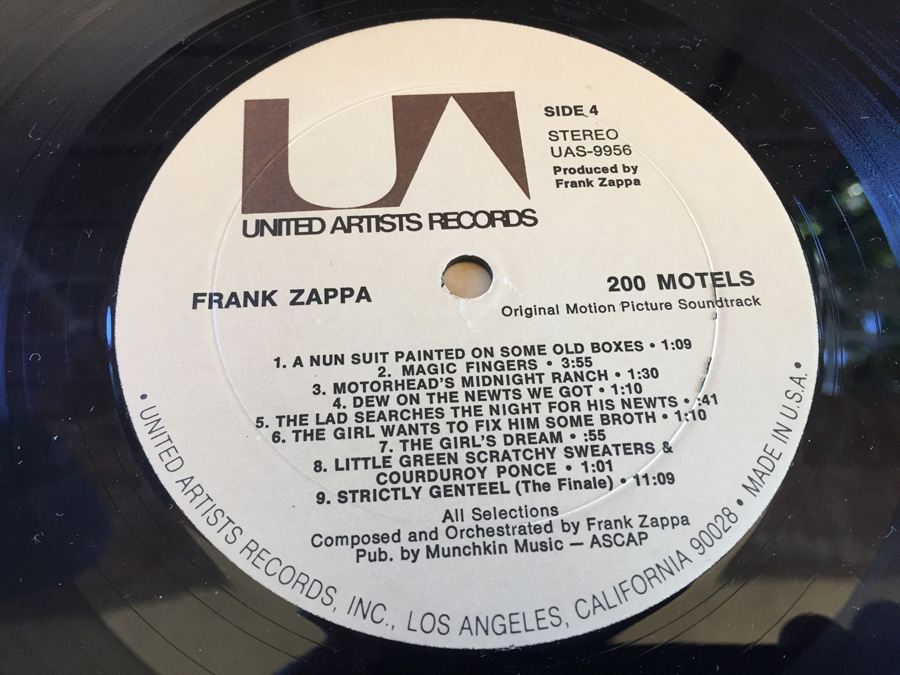 UA
UNITED ARTISTS RECORDS
SIDE 4
STEREO
UAS-9956
Produced by
Frank Zappa
FRANK ZAPPA
200 MOTELS
Original Motion Picture Soundtrack
1. A NUN SUIT PAINTED ON SOME OLD BOXES • 1:09
2. MAGIC FINGERS • 3:55
3. MOTORHEAD'S MIDNIGHT RANCH • 1:30
4. DEW ON THE NEWTS WE GOT • 1:10
5. THE LAD SEARCHES THE NIGHT FOR HIS NEWTS • :41
6. THE GIRL WANTS TO FIX HIM SOME BROTH • 1:10
7. THE GIRL'S DREAM • :55
8. LITTLE GREEN SCRATCHY SWEATERS &
COURDUROY PONCE • 1:01
9. STRICTLY GENTEEL (The Finale) • 11:09
All Selections
Composed and Orchestrated by Frank Zappa
Pub. by Munchkin Music — ASCAP
• UNITED ARTISTS RECORDS, INC., LOS ANGELES, CALIFORNIA 90028 • MADE IN U.S.A. •